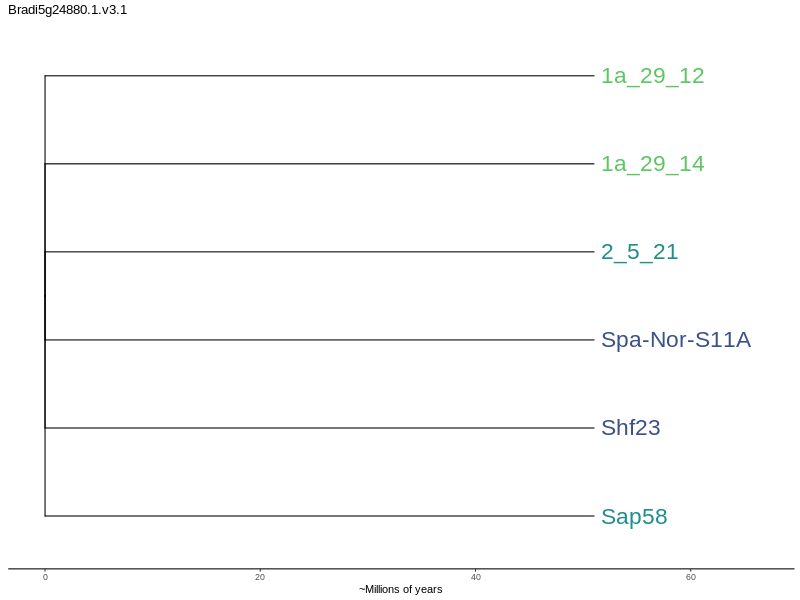 Bradi5g24880.1.v3.1
1a_29_12
1a_29_14
2_5_21
Spa-Nor-S11A
Shf23
Sap58
0 20 40 60
~Millions of years